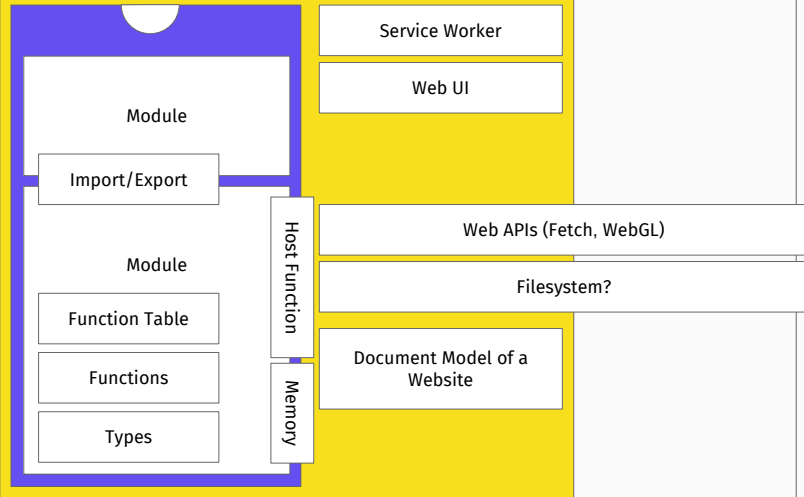 Module
Import/Export
Module
Function Table
Functions
Types
Host Function
Memory
Service Worker
Web UI
Web APIs (Fetch, WebGL)
Filesystem?
Document Model of a
Website